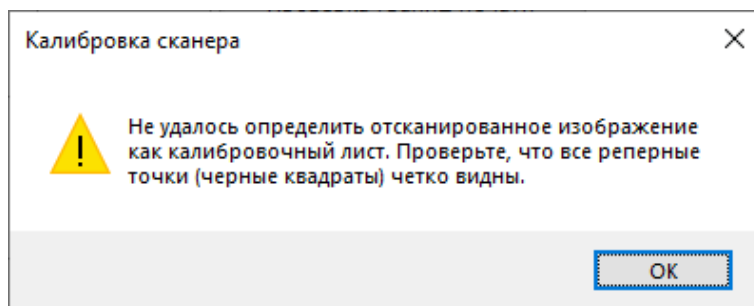 Калибровка сканера
Не удалось определить отсканированное изображение
как калибровочный лист. Проверьте, что все реперные
точки (черные квадраты) четко видны.
ОК